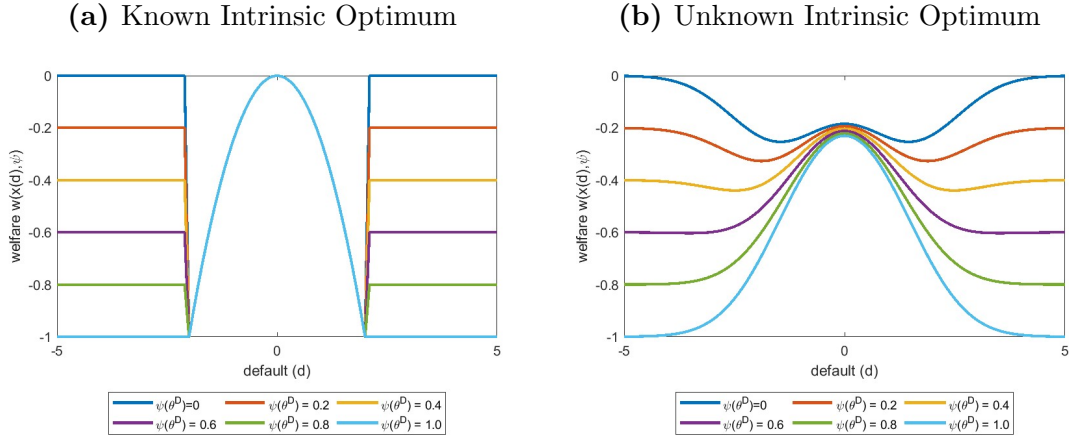 (a) Known Intrinsic Optimum
0
-0.2
-0.4
-0.6
-0.8
-1
welfare w(x(d),ψ)
-5
0
5
default (d)
ψ(θᴰ)=0
ψ(θᴰ) = 0.2
ψ(θᴰ) = 0.4
ψ(θᴰ) = 0.6
ψ(θᴰ) = 0.8
ψ(θᴰ) = 1.0
(b) Unknown Intrinsic Optimum
0
-0.2
-0.4
-0.6
-0.8
-1
welfare w(x(d),ψ)
-5
0
5
default (d)
ψ(θᴰ)=0
ψ(θᴰ) = 0.2
ψ(θᴰ) = 0.4
ψ(θᴰ) = 0.6
ψ(θᴰ) = 0.8
ψ(θᴰ) = 1.0